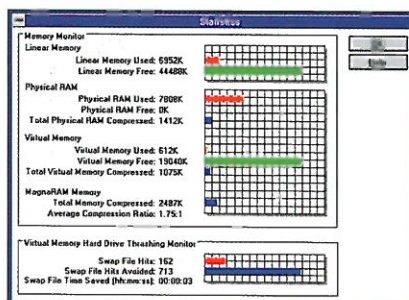 Statistics
Memory Monitor
Linear Memory
Linear Memory Used: 6952K
Linear Memory Free: 44488K
Physical RAM
Physical RAM Used: 7808K
Physical RAM Free: 0K
Total Physical RAM Compressed: 1412K
Virtual Memory
Virtual Memory Used: 612K
Virtual Memory Free: 19040K
Total Virtual Memory Compressed: 1075K
MagnaRAM Memory
Total Memory Compressed: 2487K
Average Compression Ratio: 1.75:1
Help
Virtual Memory Hard Drive Thrashing Monitor
Swap File Hits: 162
Swap File Hits Avoided: 713
Swap File Time Saved (hh:mm:ss): 00:00:03